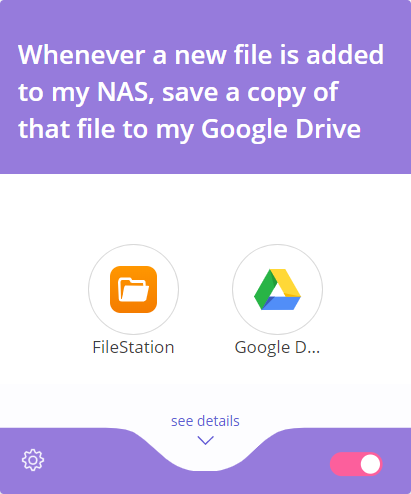 Whenever a new file is added
to my NAS, save a copy of
that file to my Google Drive
FileStation
Google D...
see details